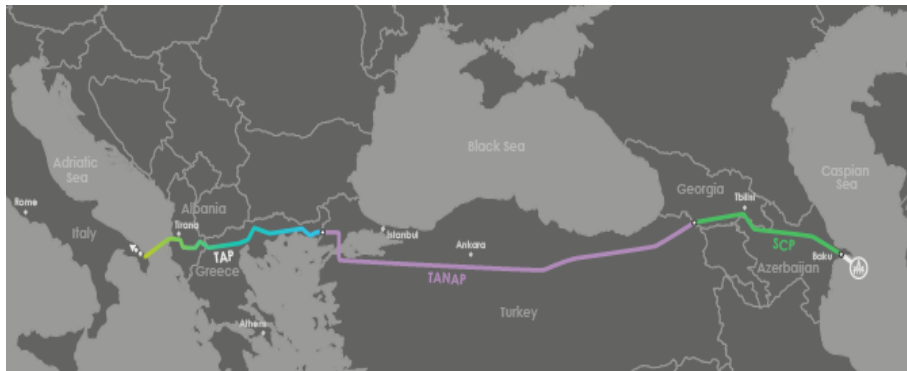 Adriatic
Sea
Rome
Italy
Albania
Tirana
TAP
Greece
Athens
Black Sea
Istanbul
Ankara
TANAP
Turkey
Georgia
Tbilisi
SCP
Azerbaijan
Baku
Caspian
Sea